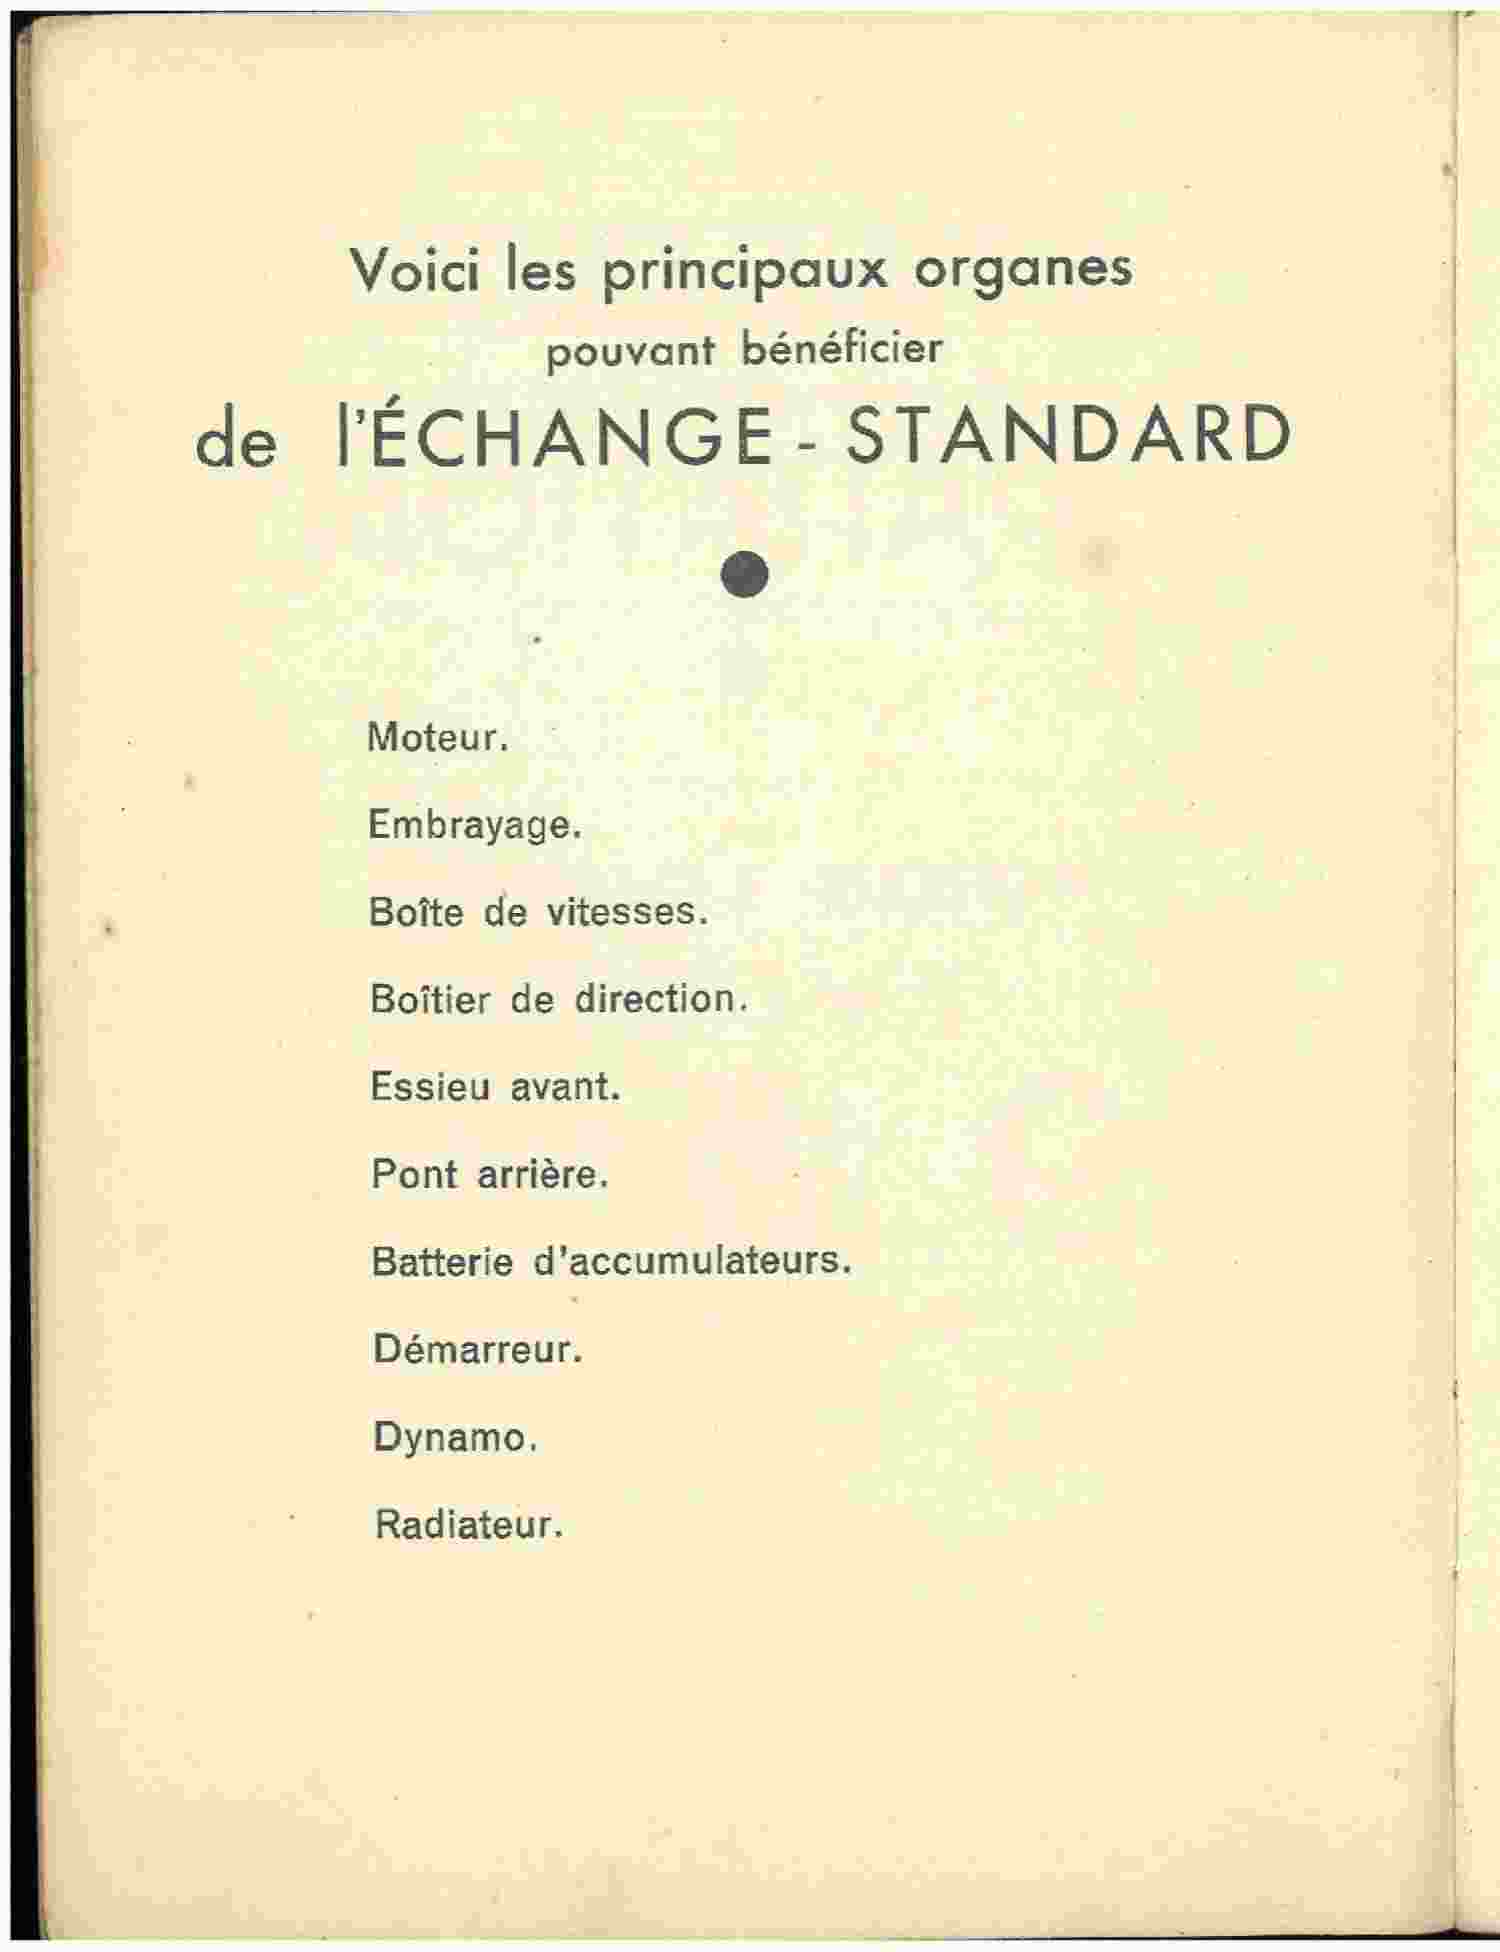 Voici les principaux organes
pouvant bénéficier
de l'ÉCHANGE - STANDARD
Moteur.
Embrayage.
Boîte de vitesses.
Boîtier de direction.
Essieu avant.
Pont arrière.
Batterie d'accumulateurs.
Démarreur.
Dynamo.
Radiateur.